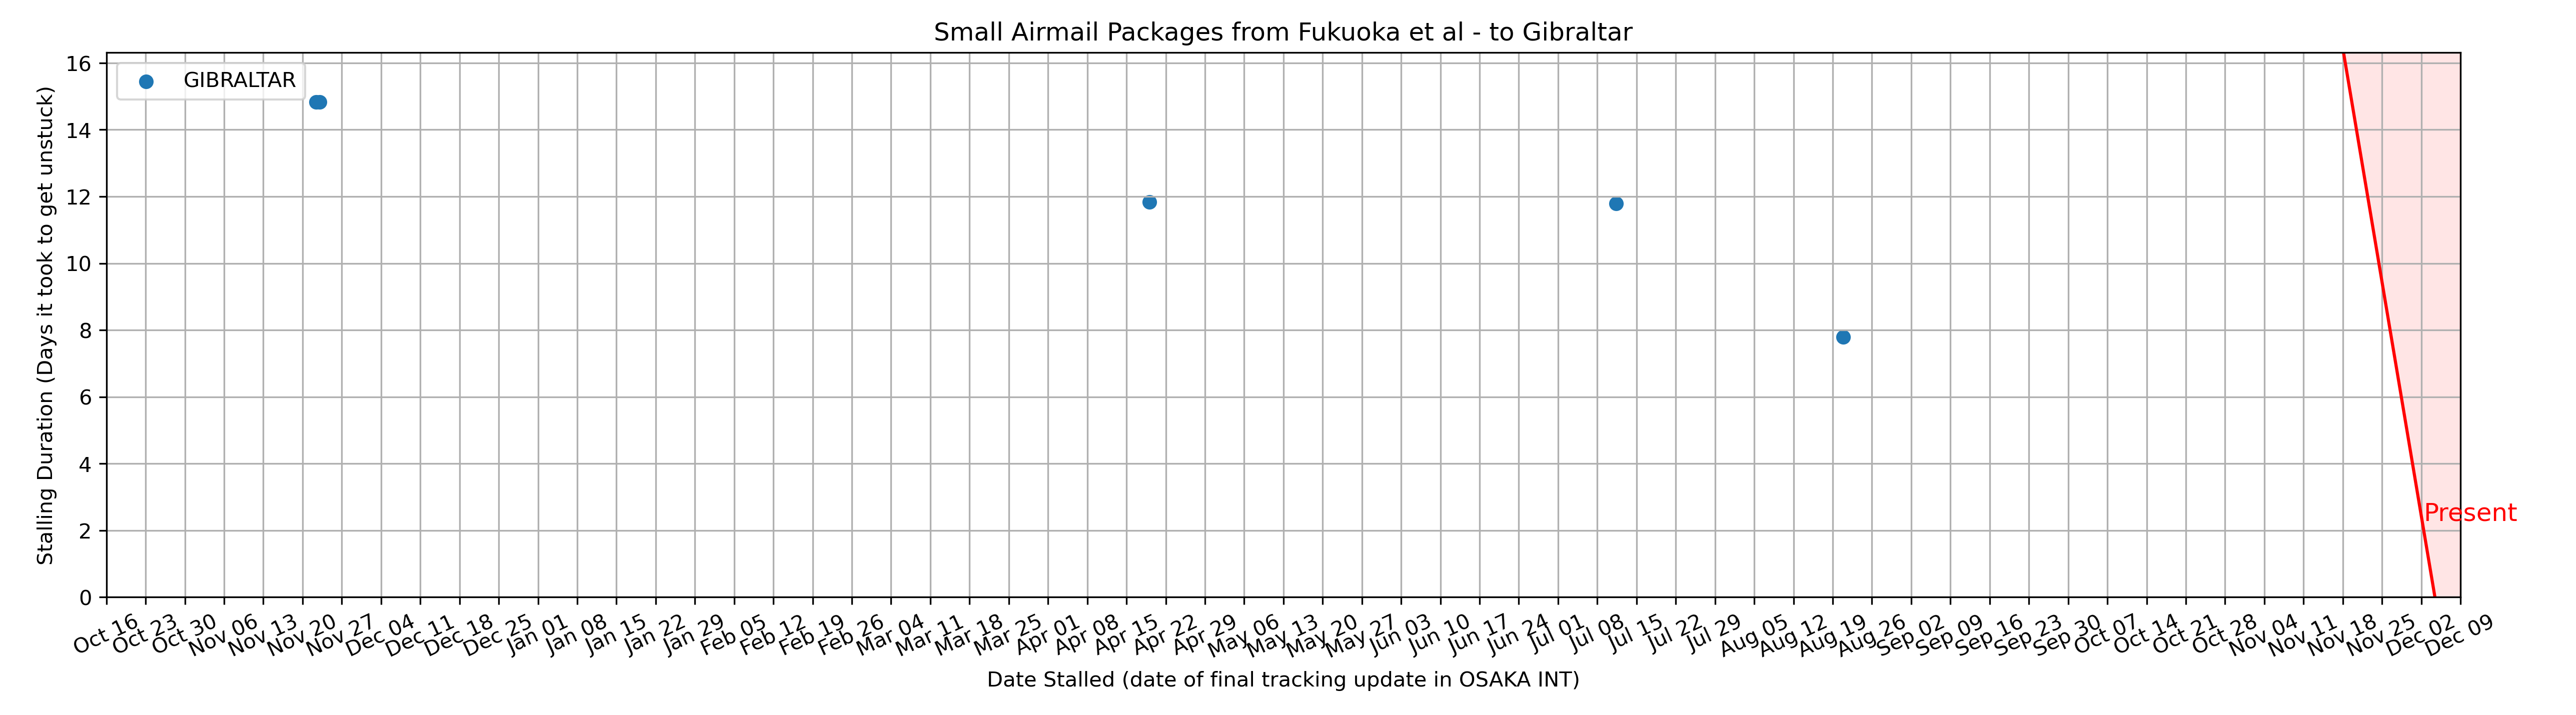 Small Airmail Packages from Fukuoka et al - to Gibraltar
GIBRALTAR
Stalling Duration (Days it took to get unstuck)
16
14
12
10
8
6
4
2
0
Present
Oct 16
Oct 23
Oct 30
Nov 06
Nov 13
Nov 20
Nov 27
Dec 04
Dec 11
Dec 18
Dec 25
Jan 01
Jan 08
Jan 15
Jan 22
Jan 29
Feb 05
Feb 12
Feb 19
Feb 26
Mar 04
Mar 11
Mar 18
Mar 25
Apr 01
Apr 08
Apr 15
Apr 22
Apr 29
May 06
May 13
May 20
May 27
Jun 03
Jun 10
Jun 17
Jun 24
Jul 01
Jul 08
Jul 15
Jul 22
Jul 29
Aug 05
Aug 12
Aug 19
Aug 26
Sep 02
Sep 09
Sep 16
Sep 23
Sep 30
Oct 07
Oct 14
Oct 21
Oct 28
Nov 04
Nov 11
Nov 18
Nov 25
Dec 02
Dec 09
Date Stalled (date of final tracking update in OSAKA INT)